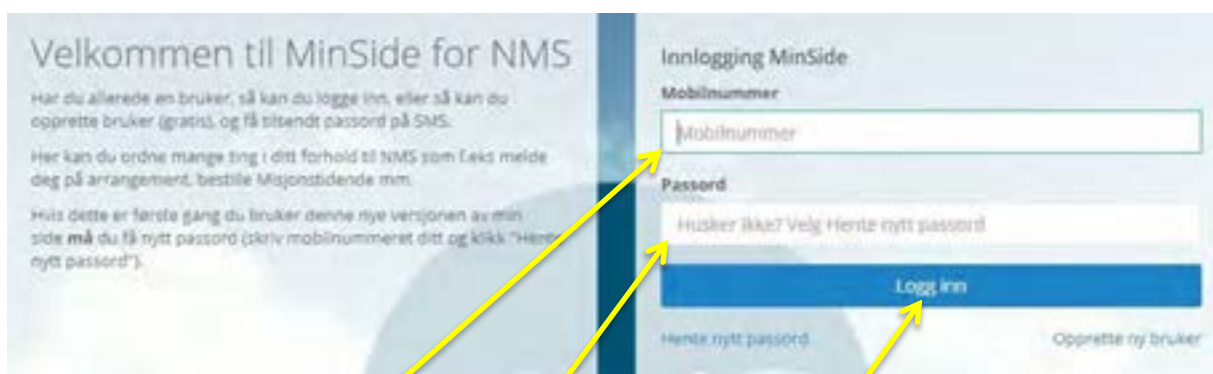 Velkommen til MinSide for NMS
Har du allerede en bruker, så kan du logge inn, eller så kan du
opprette bruker (gratis), og få tilsendt passord på SMS.
Her kan du ordne mange ting i ditt forhold til NMS som f.eks melde
deg på arrangement, bestille Misjonstidende mm.
Hvis dette er første gang du bruker denne nye versjonen av min
side må du få nytt passord (skriv mobilnummeret ditt og klikk "Hente
nytt passord").
Innlogging MinSide
Mobilnummer
Mobilnummer
Passord
Husker ikke? Velg Hente nytt passord
Logg inn
Hente nytt passord
Opprette ny bruker